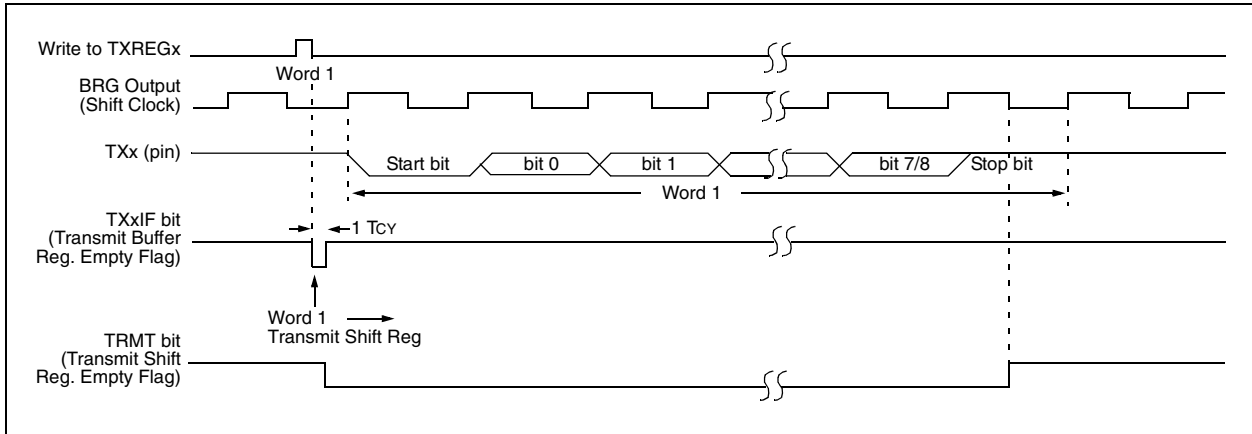 Write to TXREGx
Word 1
BRG Output
(Shift Clock)
TXx (pin)
Start bit
bit 0
bit 1
bit 7/8
Stop bit
Word 1
TXxIF bit
(Transmit Buffer
Reg. Empty Flag)
1 TCY
Word 1
Transmit Shift Reg
TRMT bit
(Transmit Shift
Reg. Empty Flag)